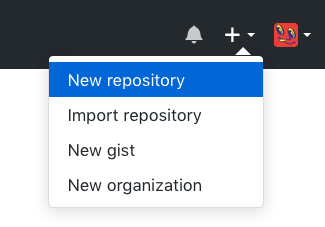 New repository
Import repository
New gist
New organization